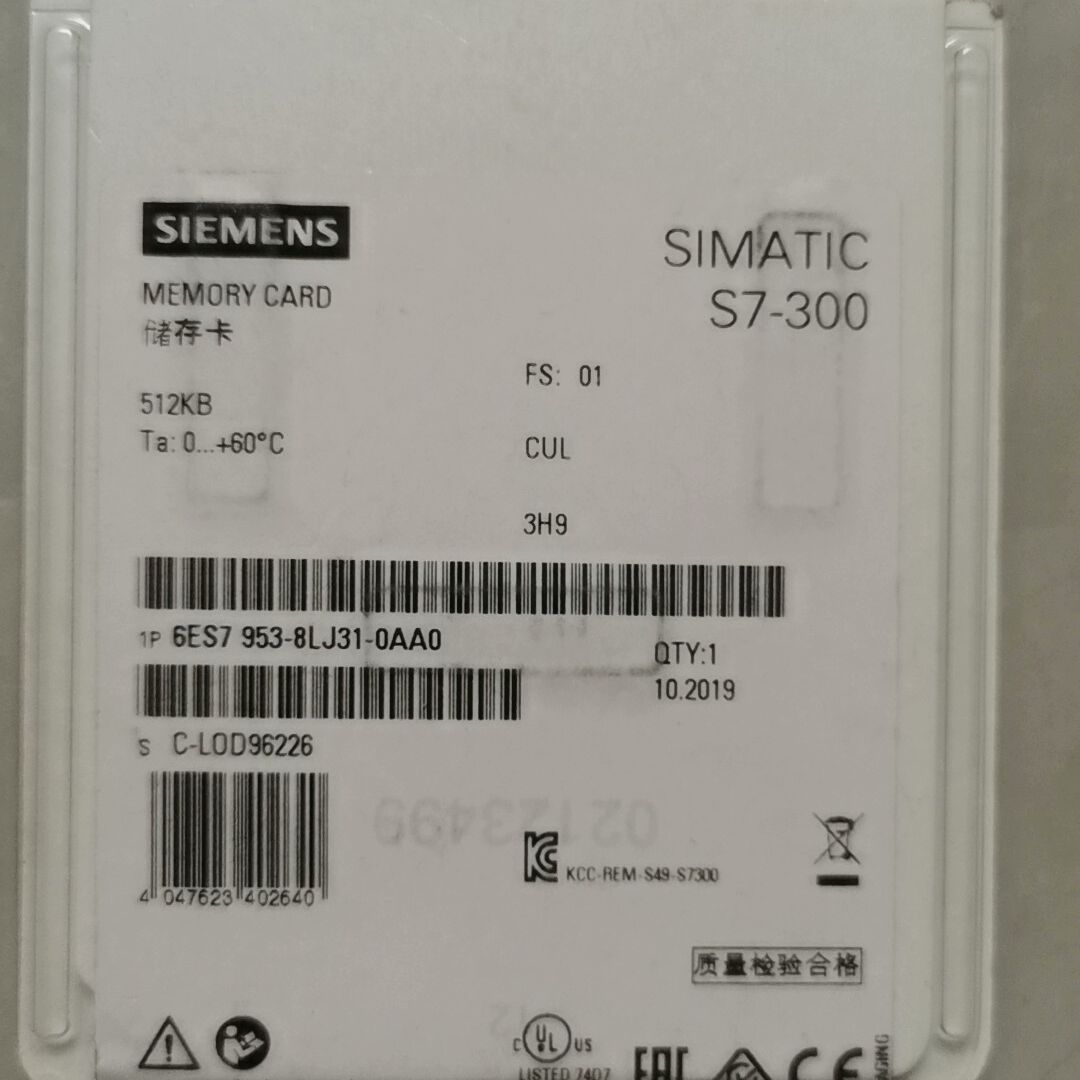 SIEMENS
SIMATIC
S7-300
MEMORY CARD
储存卡
FS: 01
512KB
Ta: 0...+60°C
CUL
3H9
1P 6ES7 953-8LJ31-0AA0
QTY:1
10.2019
S C-LOD96226
02123499
KCC-REM-S49-S7300
4 047623 402640
质量检验合格
12
C UL US
LISTED 7407
EAC
CE